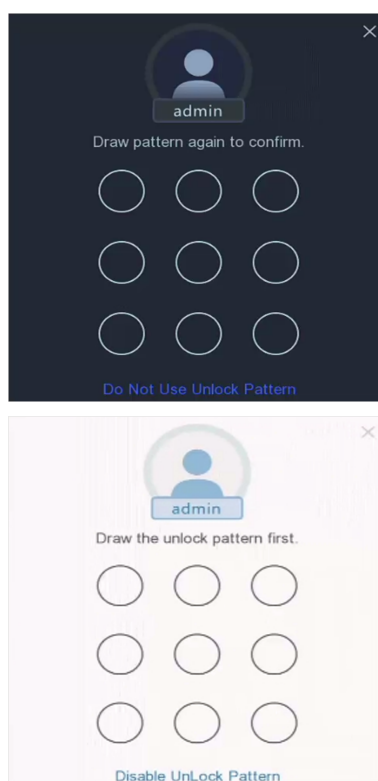 admin
Draw pattern again to confirm.
Do Not Use Unlock Pattern
admin
Draw the unlock pattern first.
Disable UnLock Pattern